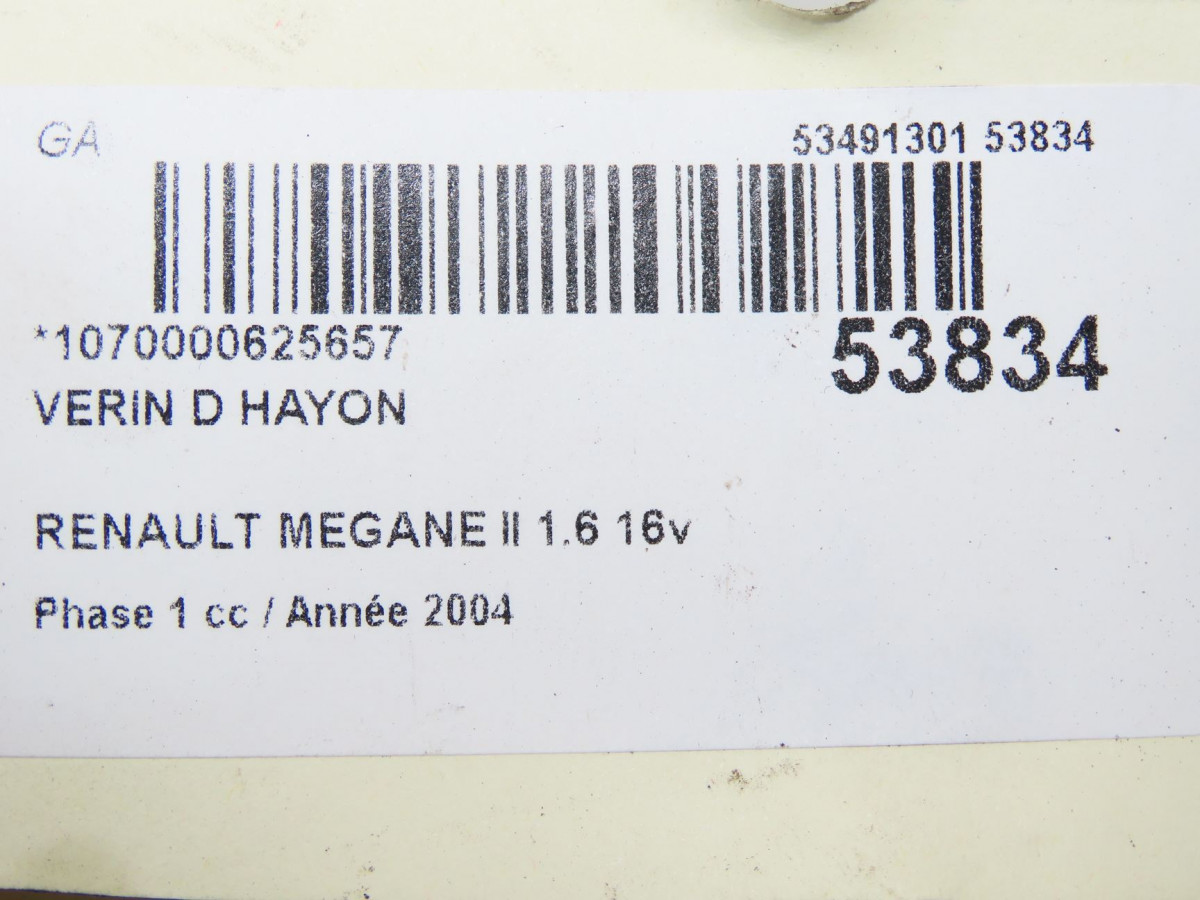 GA
53491301 53834
*1070000625657
53834
VERIN D HAYON
RENAULT MEGANE II 1.6 16v
Phase 1 cc / Année 2004